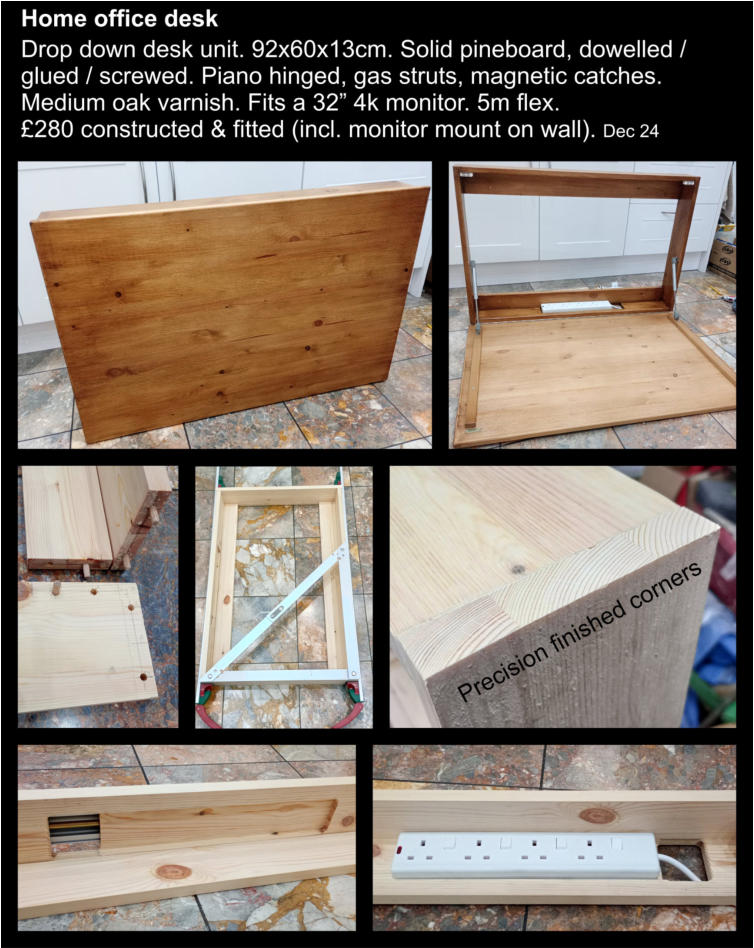 Home office desk
Drop down desk unit. 92x60x13cm. Solid pineboard, dowelled /
glued / screwed. Piano hinged, gas struts, magnetic catches.
Medium oak varnish. Fits a 32” 4k monitor. 5m flex.
£280 constructed & fitted (incl. monitor mount on wall). Dec 24
Precision finished corners